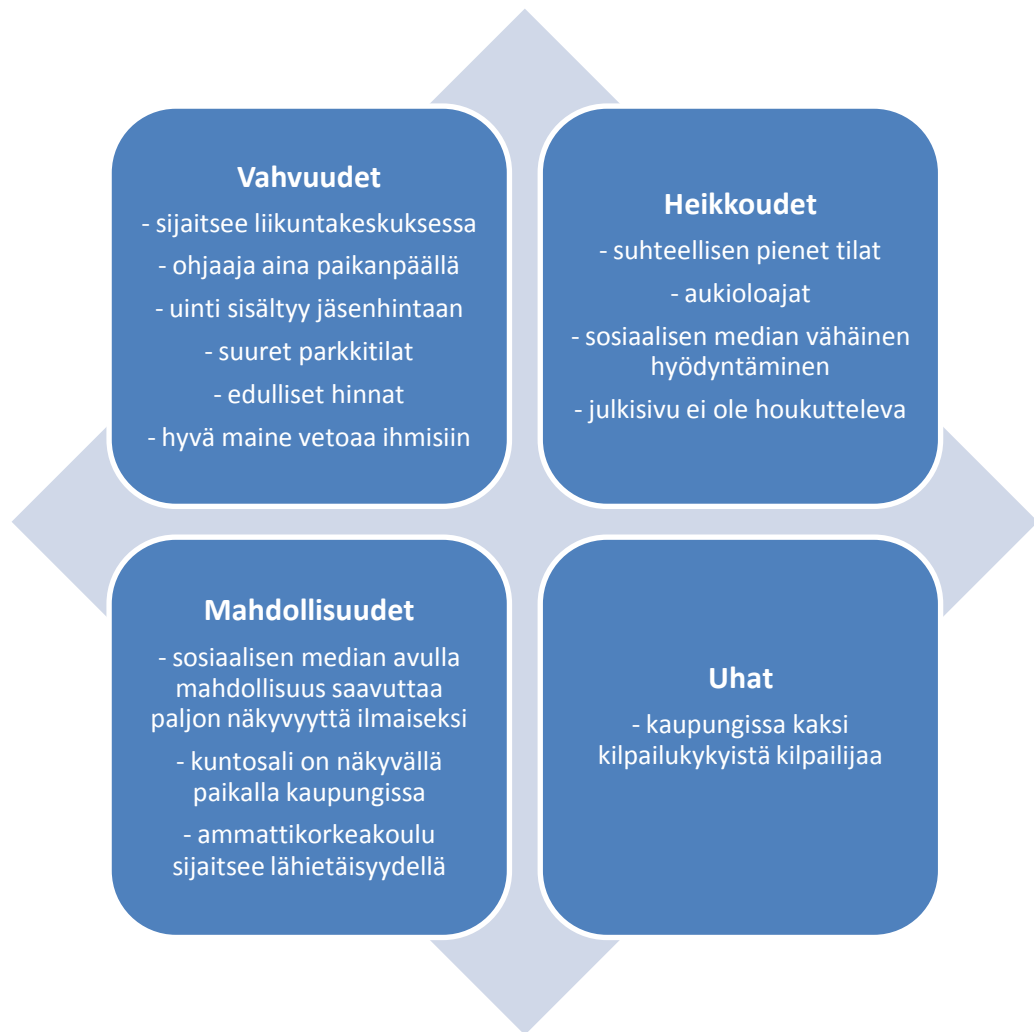 Vahvuudet
- sijaitsee liikuntakeskuksessa
- ohjaaja aina paikanpäällä
- uinti sisältyy jäsenhintaan
- suuret parkkitilat
- edulliset hinnat
- hyvä maine vetoaa ihmisiin
Heikkoudet
- suhteellisen pienet tilat
- aukioloajat
- sosiaalisen median vähäinen
hyödyntäminen
- julkisivu ei ole houkutteleva
Mahdollisuudet
- sosiaalisen median avulla
mahdollisuus saavuttaa
paljon näkyvyyttä ilmaiseksi
- kuntosali on näkyvällä
paikalla kaupungissa
- ammattikorkeakoulu
sijaitsee lähietäisyydellä
Uhat
- kaupungissa kaksi
kilpailukykyistä kilpailijaa